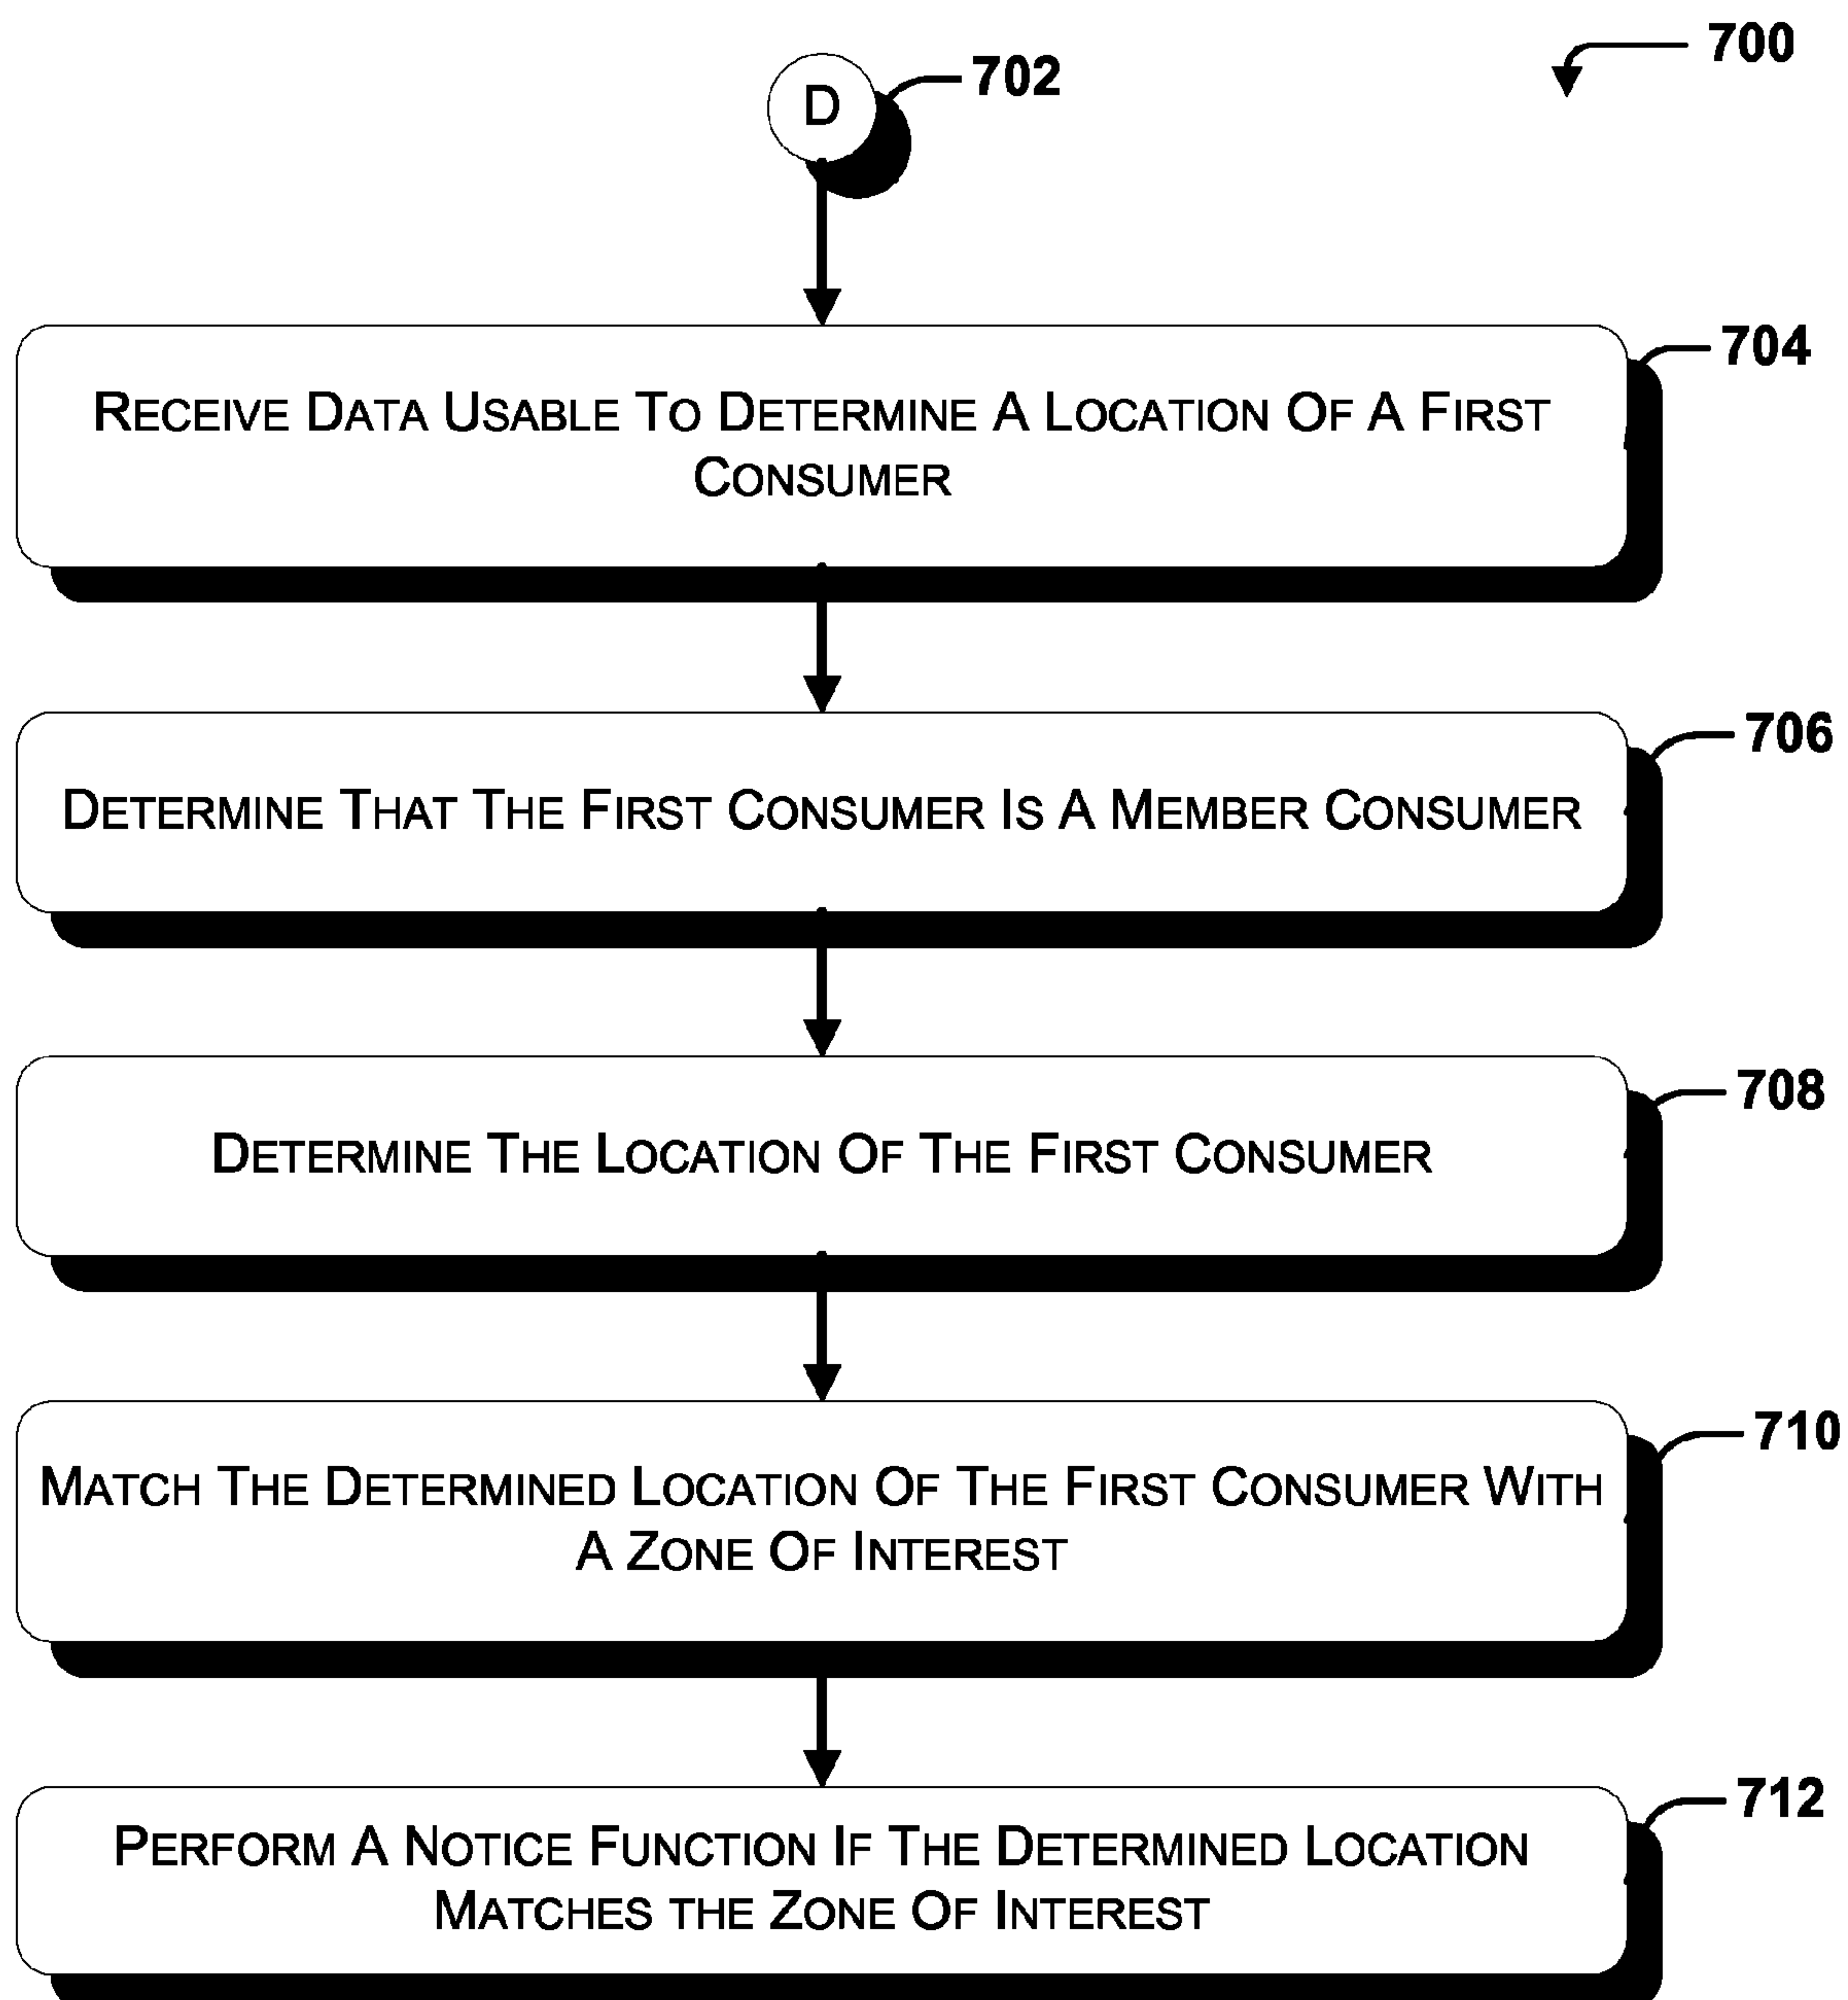 700
D
702
RECEIVE DATA USABLE TO DETERMINE A LOCATION OF A FIRST
CONSUMER
704
DETERMINE THAT THE FIRST CONSUMER IS A MEMBER CONSUMER
706
DETERMINE THE LOCATION OF THE FIRST CONSUMER
708
MATCH THE DETERMINED LOCATION OF THE FIRST CONSUMER WITH
A ZONE OF INTEREST
710
PERFORM A NOTICE FUNCTION IF THE DETERMINED LOCATION
MATCHES THE ZONE OF INTEREST
712